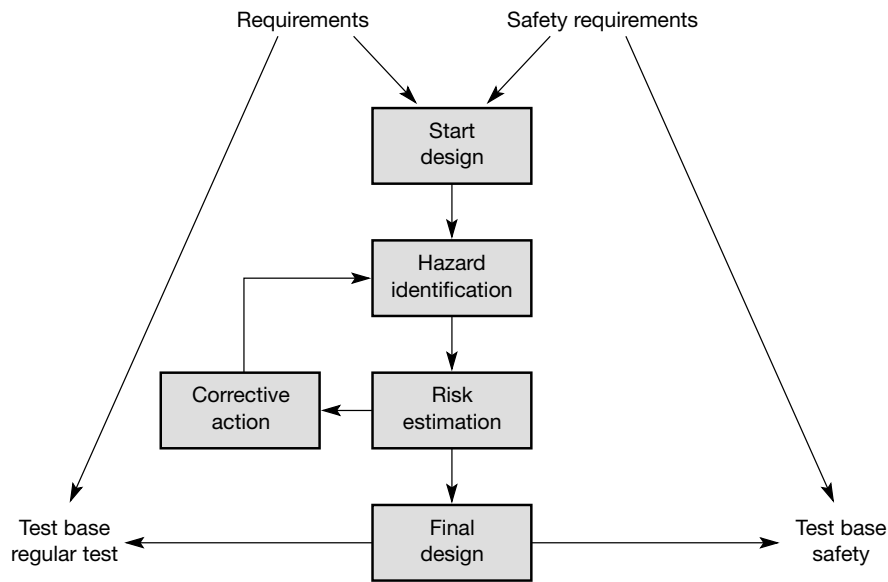 Requirements
Safety requirements
Start
design
Hazard
identification
Corrective
action
Risk
estimation
Test base
regular test
Final
design
Test base
safety